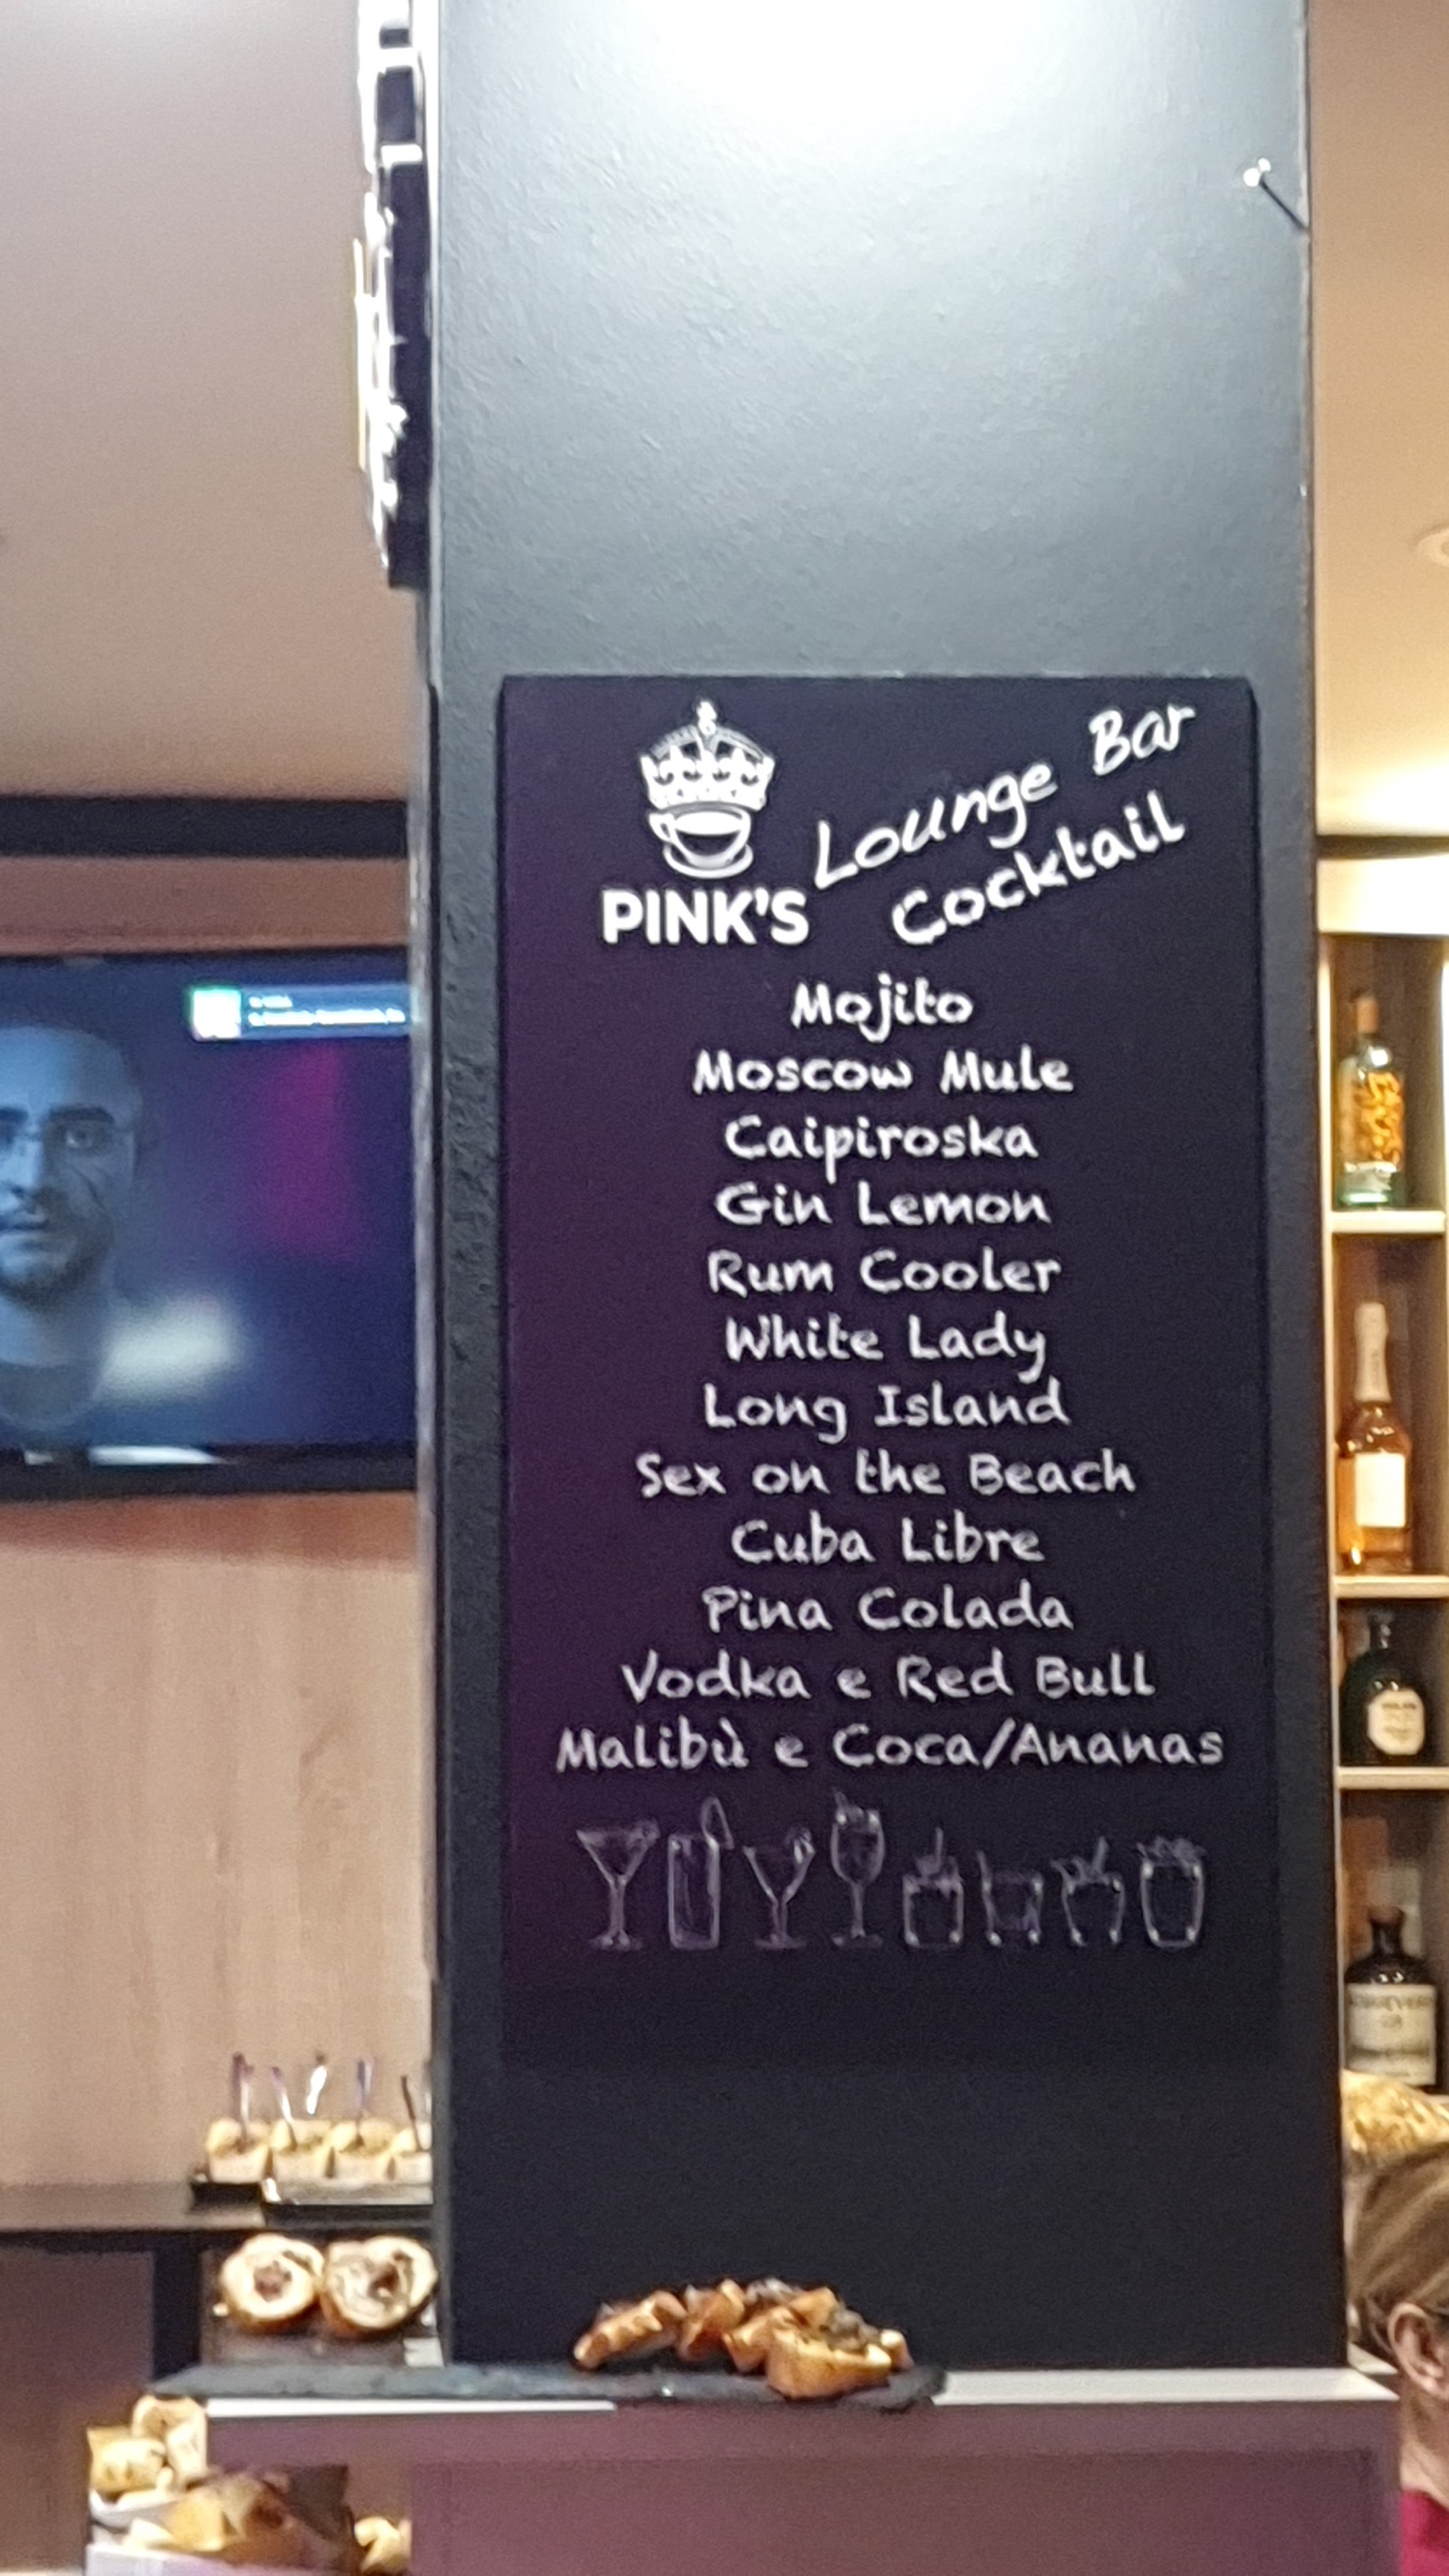 PINK'S
Lounge Bar
Cocktail
Mojito
Moscow Mule
Caipiroska
Gin Lemon
Rum Cooler
White Lady
Long Island
Sex on the Beach
Cuba Libre
Pina Colada
Vodka e Red Bull
Malibù e Coca/Ananas